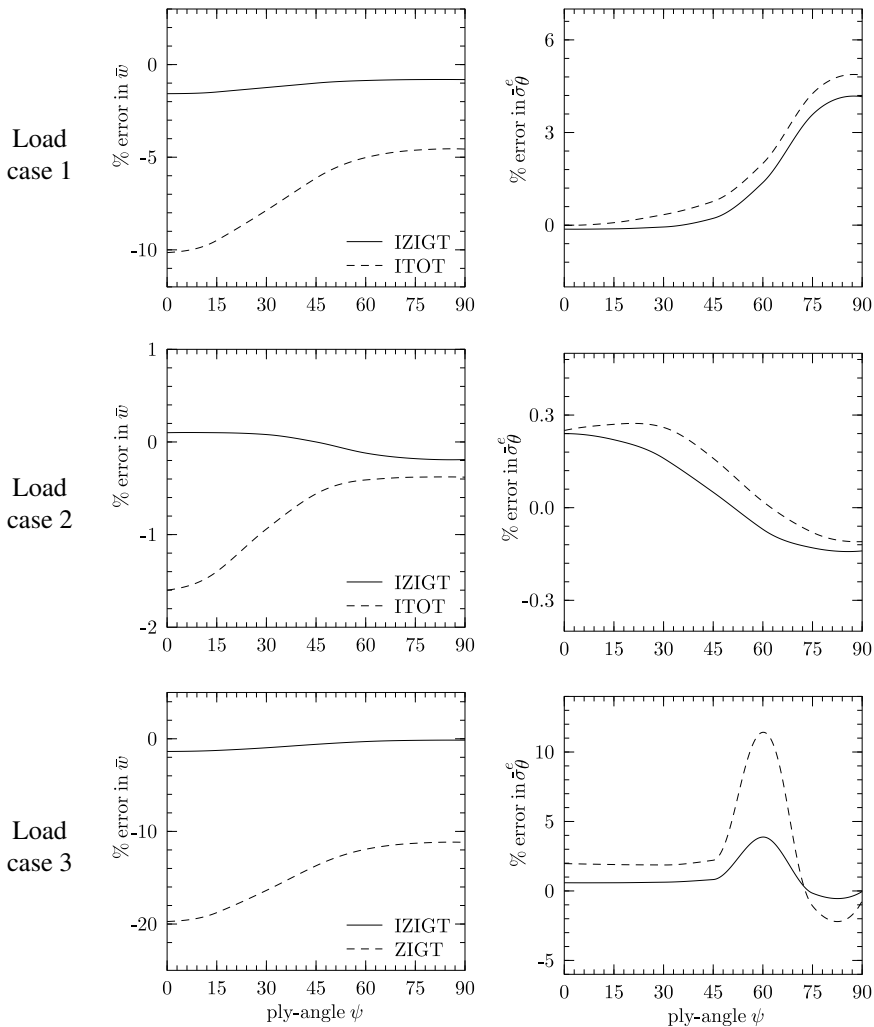 Load
case 1
% error in w̄
0
-5
-10
0 15 30 45 60 75 90
IZIGT
ITOT
% error in σ̄θᵉ
6
3
0
0 15 30 45 60 75 90
Load
case 2
% error in w̄
1
0
-1
-2
0 15 30 45 60 75 90
IZIGT
ITOT
% error in σ̄θᵉ
0.3
0.0
-0.3
0 15 30 45 60 75 90
Load
case 3
% error in w̄
0
-10
-20
0 15 30 45 60 75 90
IZIGT
ZIGT
ply-angle ψ
% error in σ̄θᵉ
10
5
0
-5
0 15 30 45 60 75 90
ply-angle ψ